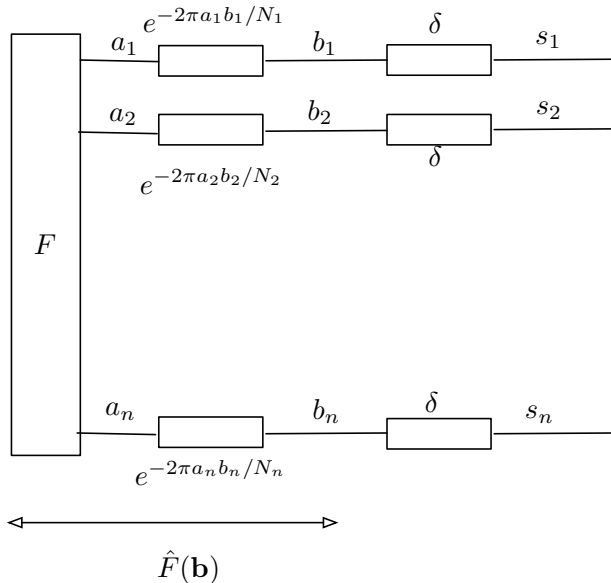 e^{-2πa_1b_1/N_1}
a_1 b_1 δ s_1
a_2 b_2 s_2
δ
e^{-2πa_2b_2/N_2}
F
a_n b_n δ s_n
e^{-2πa_nb_n/N_n}
F̂(b)